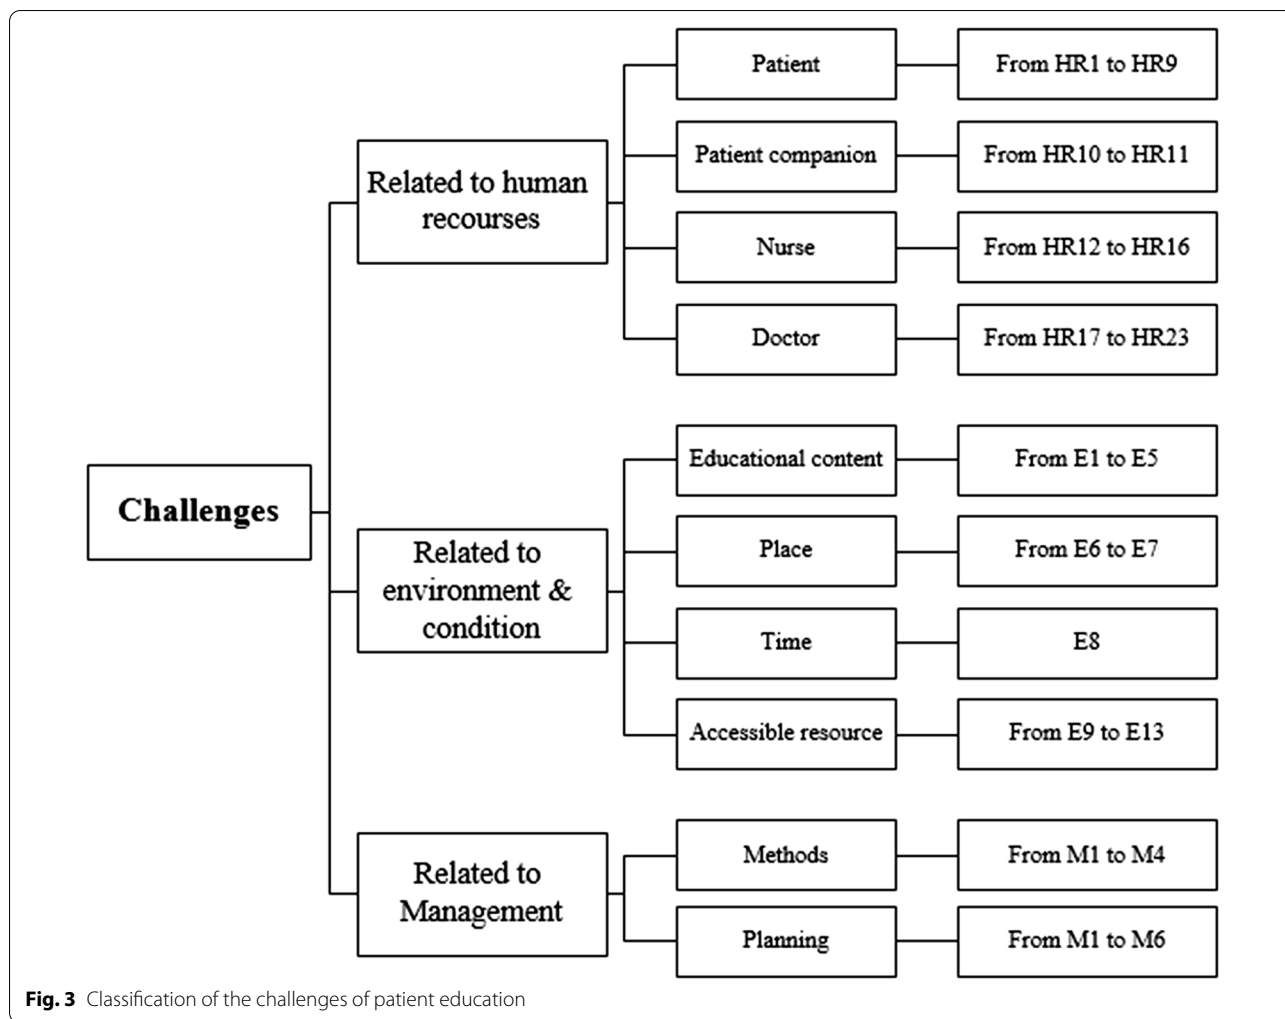 Challenges
Related to human
recourses
Patient
From HR1 to HR9
Patient companion
From HR10 to HR11
Nurse
From HR12 to HR16
Doctor
From HR17 to HR23
Related to
environment &
condition
Educational content
From E1 to E5
Place
From E6 to E7
Time
E8
Accessible resource
From E9 to E13
Related to
Management
Methods
From M1 to M4
Planning
From M1 to M6
Fig. 3 Classification of the challenges of patient education